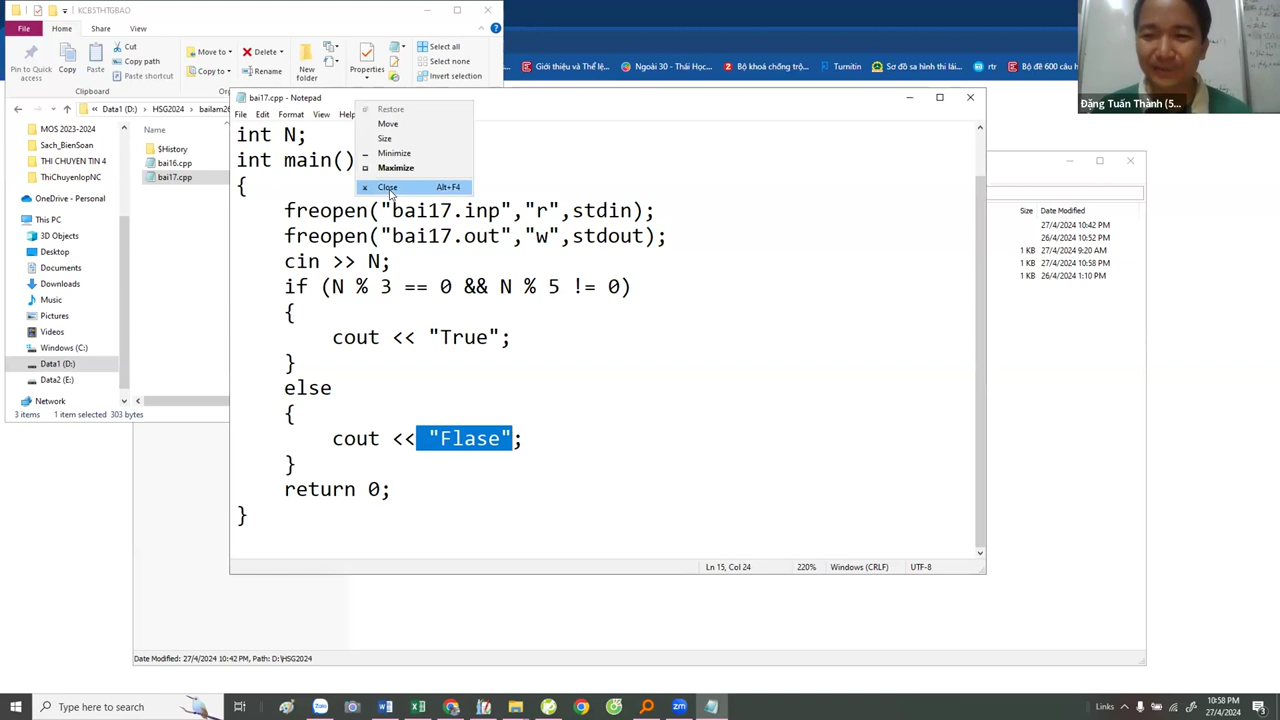 KCBSTHTGBAO
File Home Share View
Pin to Quick access
Copy
Paste
Cut
Copy path
Paste shortcut
Clipboard
Move to
Copy to
Delete
Rename
New folder
Properties
Select all
Select none
Invert selection
Giới thiệu và Thể lệ...
Ngoài 30 - Thái Học...
Bộ khoá chống trộ...
Turnitin
Cơ sa sơ hình thái...
rtr
Bộ đề 600 câu h
Đặng Tuấn Thành (5...
Data1 (D:) HSG2024
MOS 2023-2024
Sach_BienSoan
THI CHUYEN TIN 4
ThiChuyenlopNC
OneDrive - Personal
This PC
3D Objects
Desktop
Documents
Downloads
Music
Pictures
Videos
Windows (C:)
Data1 (D:)
Data2 (E:)
Network
Name
$History
bai16.cpp
bai17.cpp
3 items 1 item selected 303 bytes
bai17.cpp - Notepad
File Edit Format View Help
Restore
Move
Size
Minimize
Maximize
Close Alt+F4
int N;
int main()
{
freopen("bai17.inp","r",stdin);
freopen("bai17.out","w",stdout);
cin >> N;
if (N % 3 == 0 && N % 5 != 0)
{
cout << "True";
}
else
{
cout << "Flase";
}
return 0;
}
Ln 15, Col 24 220% Windows (CRLF) UTF-8
Size Date Modified
27/4/2024 10:42 PM
26/4/2024 10:52 PM
1 KB 27/4/2024 9:20 AM
1 KB 27/4/2024 10:58 PM
1 KB 26/4/2024 1:10 PM
Date Modified: 27/4/2024 10:42 PM, Path: D:\HSG2024
Type here to search
10:58 PM
27/4/2024